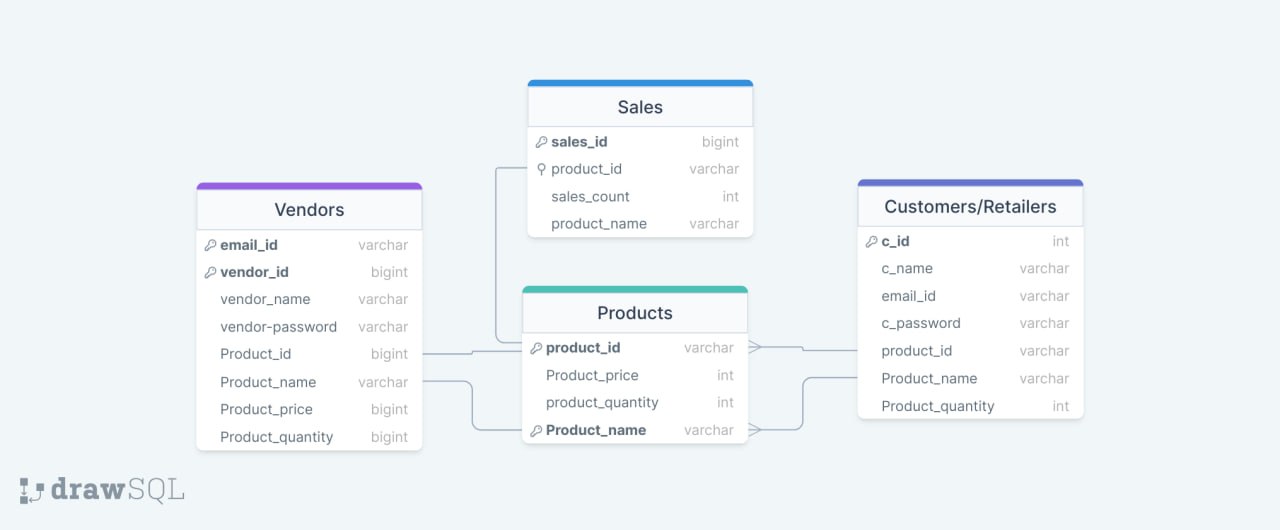 Sales
sales_id bigint
product_id varchar
sales_count int
product_name varchar
Vendors
email_id varchar
vendor_id bigint
vendor_name varchar
vendor-password varchar
Product_id bigint
Product_name varchar
Product_price bigint
Product_quantity bigint
Products
product_id varchar
Product_price int
product_quantity int
Product_name varchar
Customers/Retailers
c_id int
c_name varchar
email_id varchar
c_password varchar
product_id varchar
Product_name varchar
Product_quantity int
drawSQL